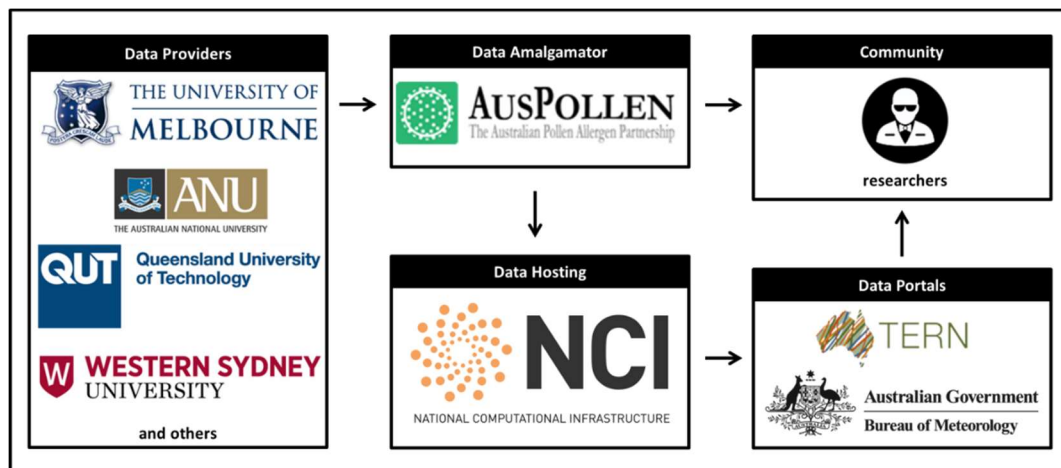 Data Providers
THE UNIVERSITY OF
MELBOURNE
ANU
THE AUSTRALIAN NATIONAL UNIVERSITY
QUT
Queensland University
of Technology
W
WESTERN SYDNEY
UNIVERSITY
and others
Data Amalgamator
AUSPOLLEN
The Australian Pollen Allergen Partnership
Community
researchers
Data Hosting
NCI
NATIONAL COMPUTATIONAL INFRASTRUCTURE
Data Portals
TERN
Australian Government
Bureau of Meteorology